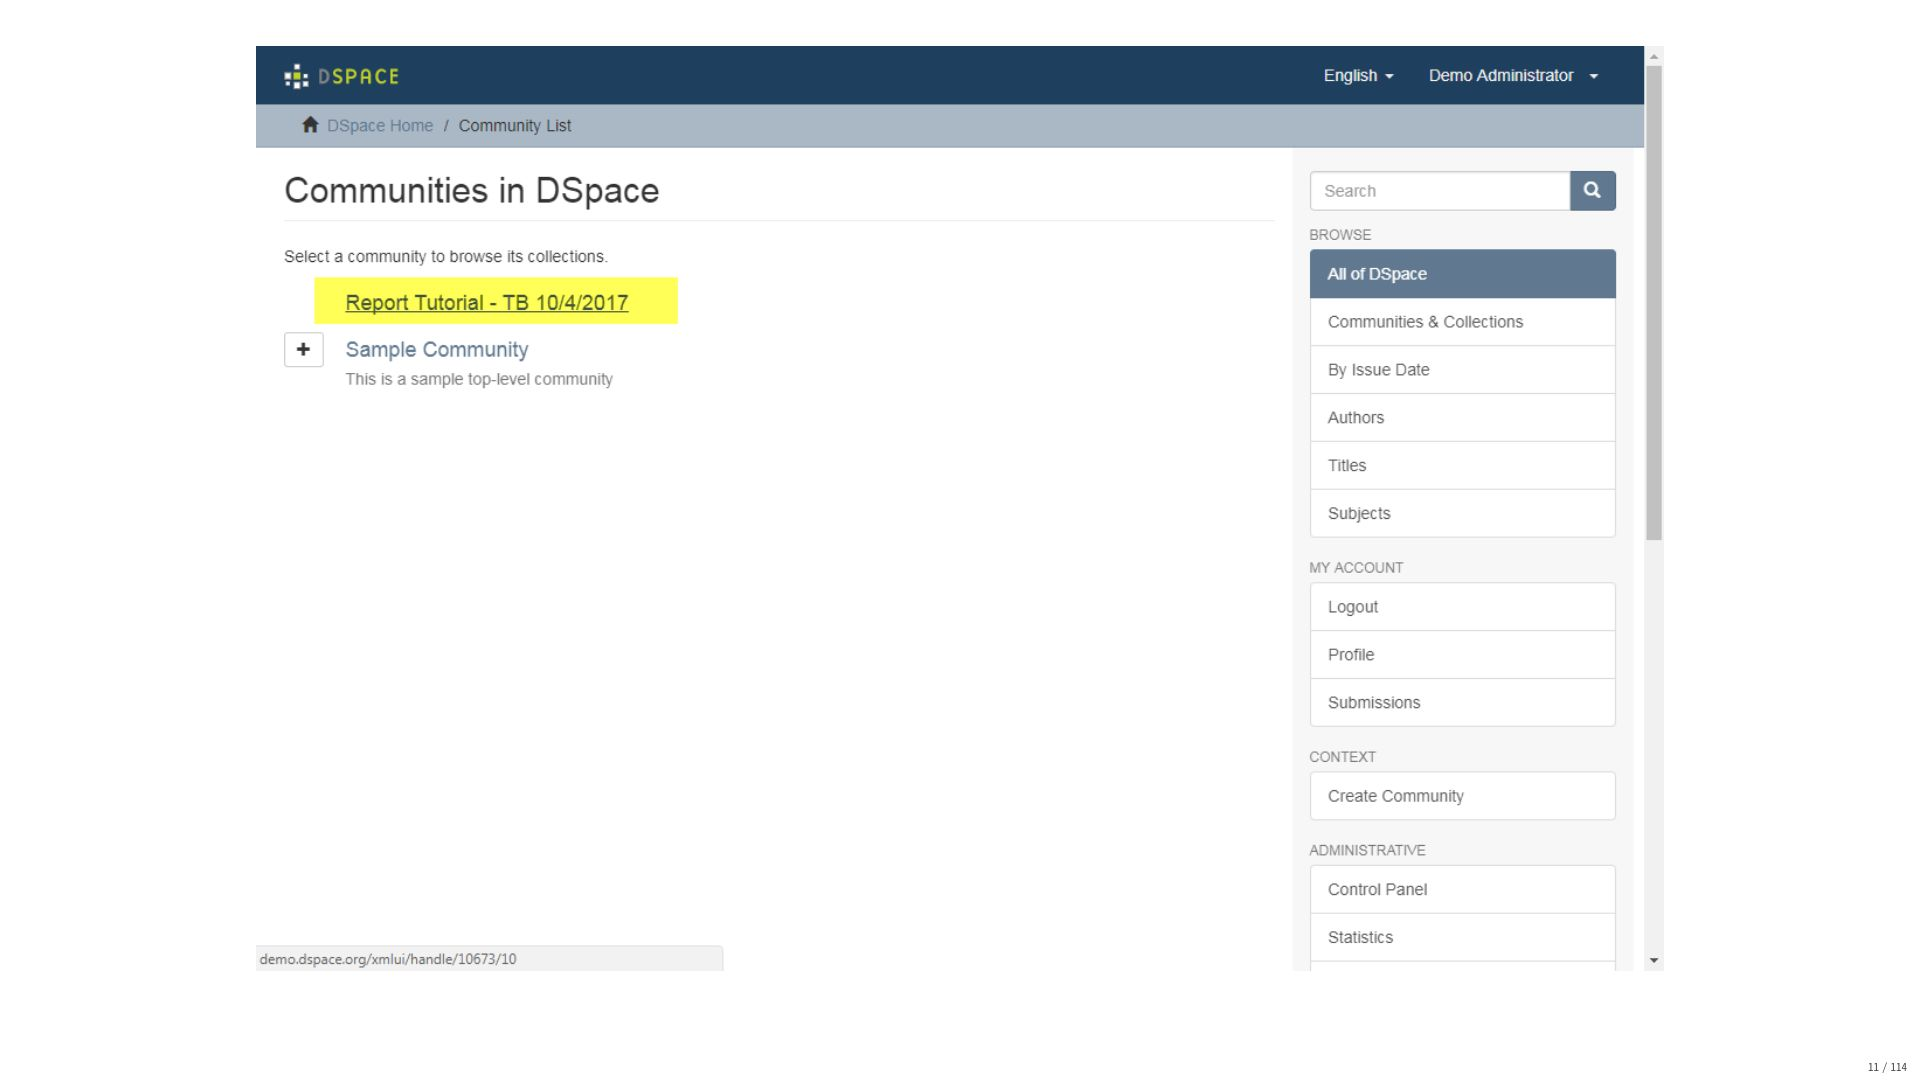 DSPACE
English
Demo Administrator
DSpace Home / Community List
Communities in DSpace
Select a community to browse its collections.
Report Tutorial - TB 10/4/2017
+
Sample Community
This is a sample top-level community
Search
BROWSE
All of DSpace
Communities & Collections
By Issue Date
Authors
Titles
Subjects
MY ACCOUNT
Logout
Profile
Submissions
CONTEXT
Create Community
ADMINISTRATIVE
Control Panel
Statistics
demo.dspace.org/xmlui/handle/10673/10
11 / 114